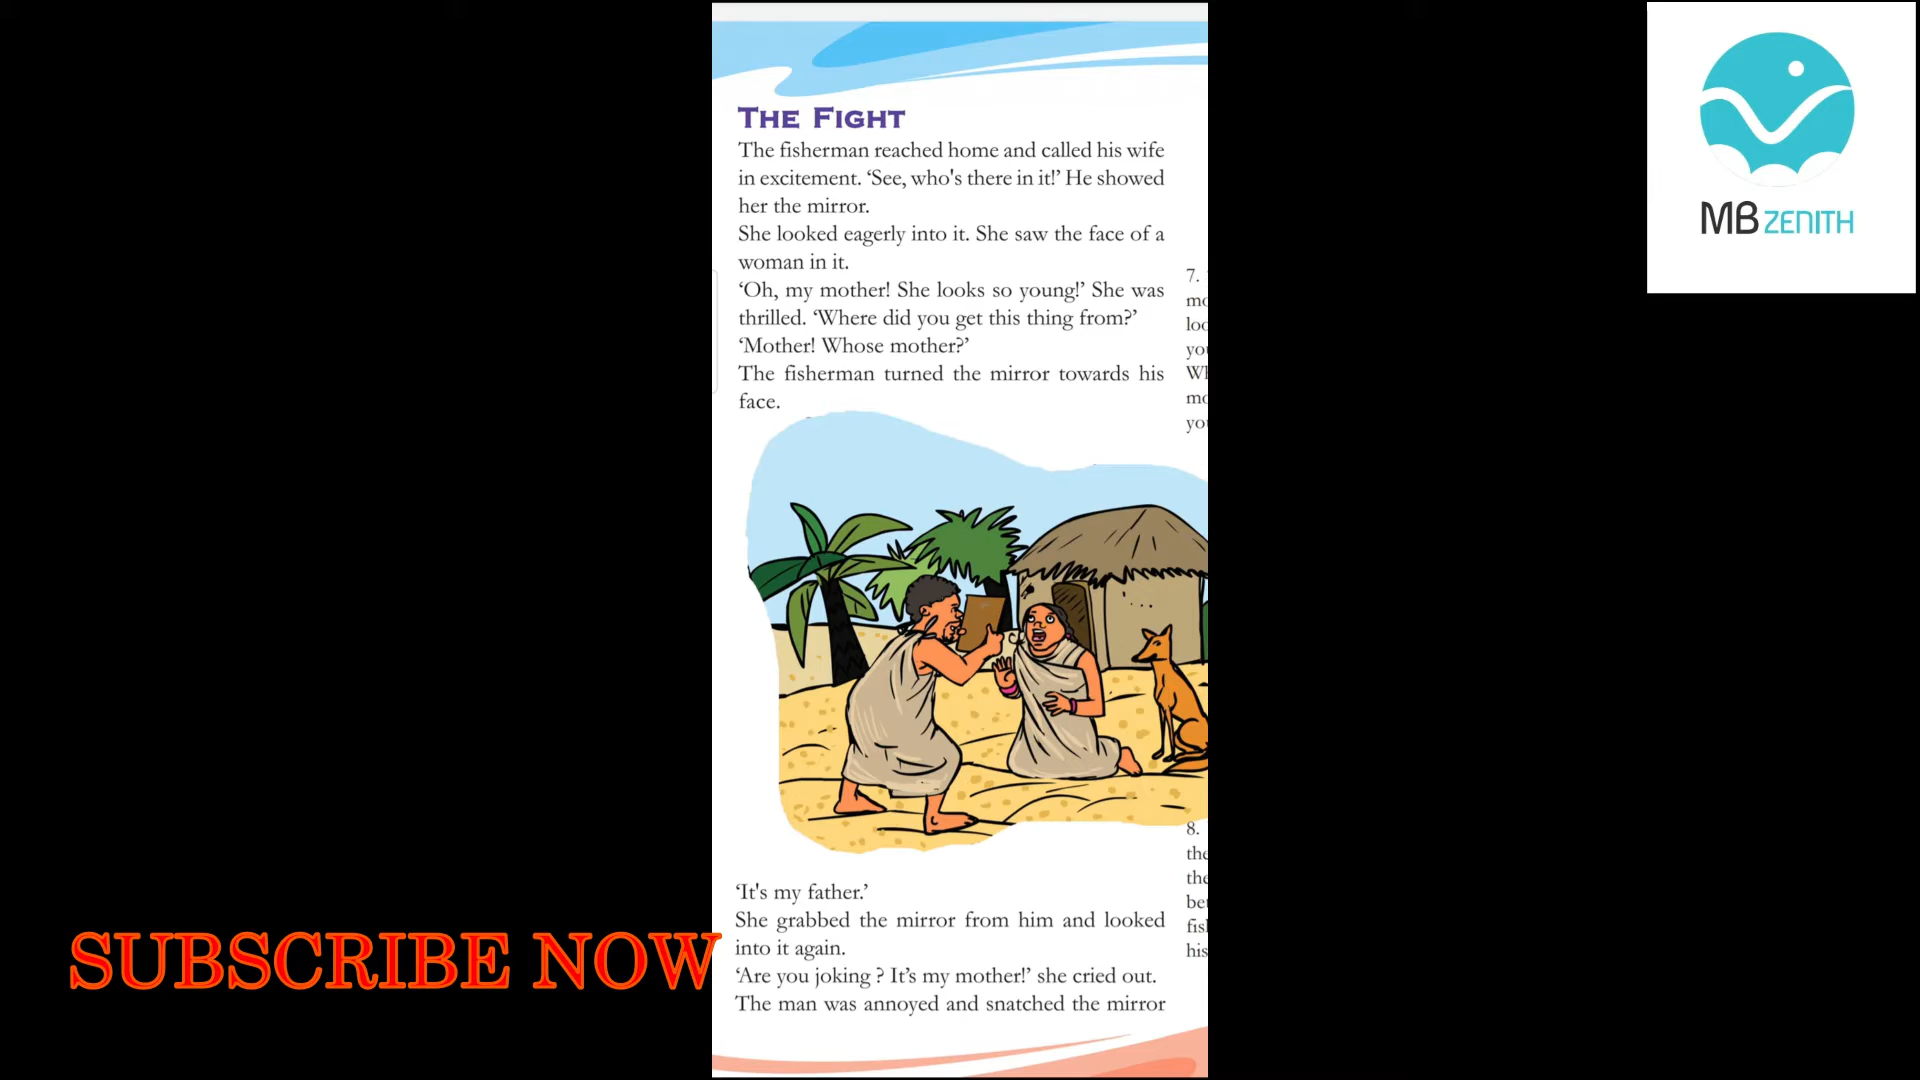 THE FIGHT
The fisherman reached home and called his wife
in excitement. ‘See, who's there in it!’ He showed
her the mirror.
She looked eagerly into it. She saw the face of a
woman in it.
‘Oh, my mother! She looks so young!’ She was
thrilled. ‘Where did you get this thing from?’
‘Mother! Whose mother?’
The fisherman turned the mirror towards his
face.
‘It's my father.’
She grabbed the mirror from him and looked
into it again.
‘Are you joking ? It’s my mother!’ she cried out.
The man was annoyed and snatched the mirror
7.
8.
MB ZENITH
SUBSCRIBE NOW